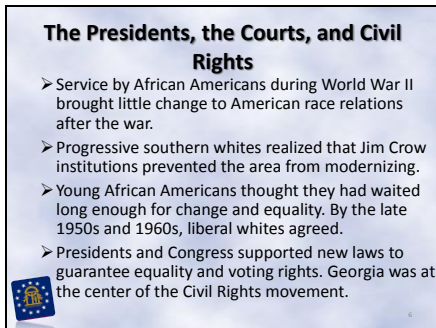 The Presidents, the Courts, and Civil
Rights
➢ Service by African Americans during World War II
brought little change to American race relations
after the war.
➢ Progressive southern whites realized that Jim Crow
institutions prevented the area from modernizing.
➢ Young African Americans thought they had waited
long enough for change and equality. By the late
1950s and 1960s, liberal whites agreed.
➢ Presidents and Congress supported new laws to
guarantee equality and voting rights. Georgia was at
the center of the Civil Rights movement.
6